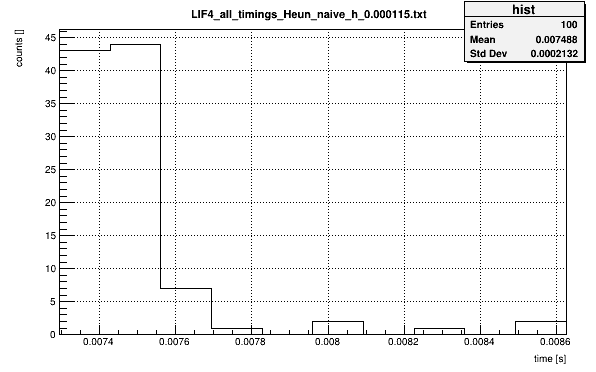 LIF4_all_timings_Heun_naive_h_0.000115.txt
hist
Entries 100
Mean 0.007488
Std Dev 0.0002132
counts []
45
40
35
30
25
20
15
10
5
0
0.0074 0.0076 0.0078 0.008 0.0082 0.0084 0.0086
time [s]